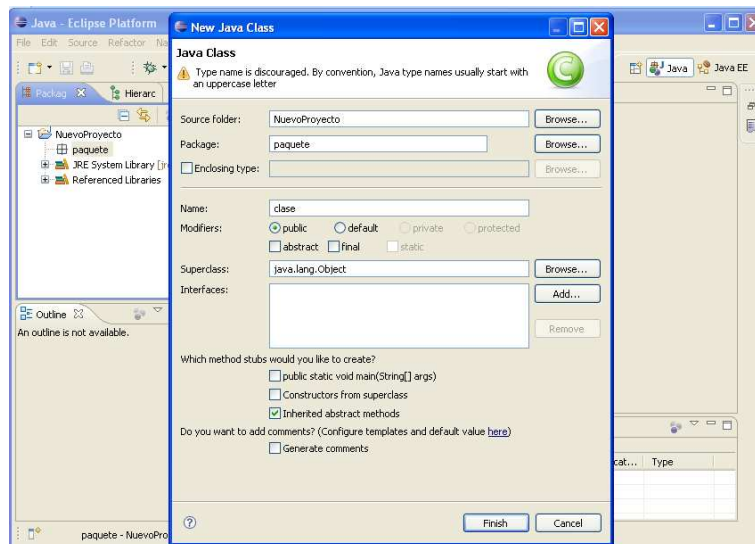 Java - Eclipse Platform
File Edit Source Refactor Na
Packag
Hierarc
NuevoProyecto
paquete
JRE System Library [jr
Referenced Libraries
Outline
An outline is not available.
paquete - NuevoPro
New Java Class
Java Class
Type name is discouraged. By convention, Java type names usually start with
an uppercase letter
Source folder: NuevoProyecto Browse...
Package: paquete Browse...
Enclosing type: Browse...
Name: clase
Modifiers: public default private protected
abstract final static
Superclass: java.lang.Object Browse...
Interfaces: Add...
Remove
Which method stubs would you like to create?
public static void main(String[] args)
Constructors from superclass
Inherited abstract methods
Do you want to add comments? (Configure templates and default value here)
Generate comments
? Finish Cancel
Java Java EE
cat... Type